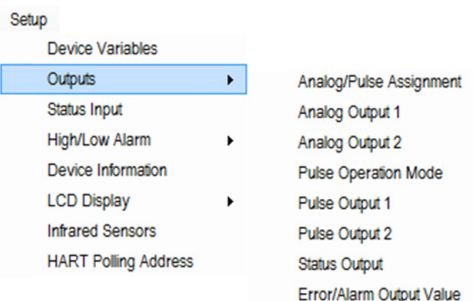 Setup
Device Variables
Outputs
Status Input
High/Low Alarm
Device Information
LCD Display
Infrared Sensors
HART Polling Address
Analog/Pulse Assignment
Analog Output 1
Analog Output 2
Pulse Operation Mode
Pulse Output 1
Pulse Output 2
Status Output
Error/Alarm Output Value